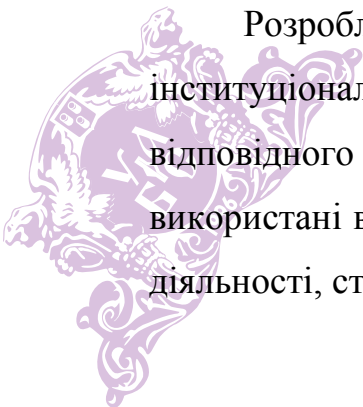 Розробл
інституціонал
відповідного
використані в
діяльності, ст